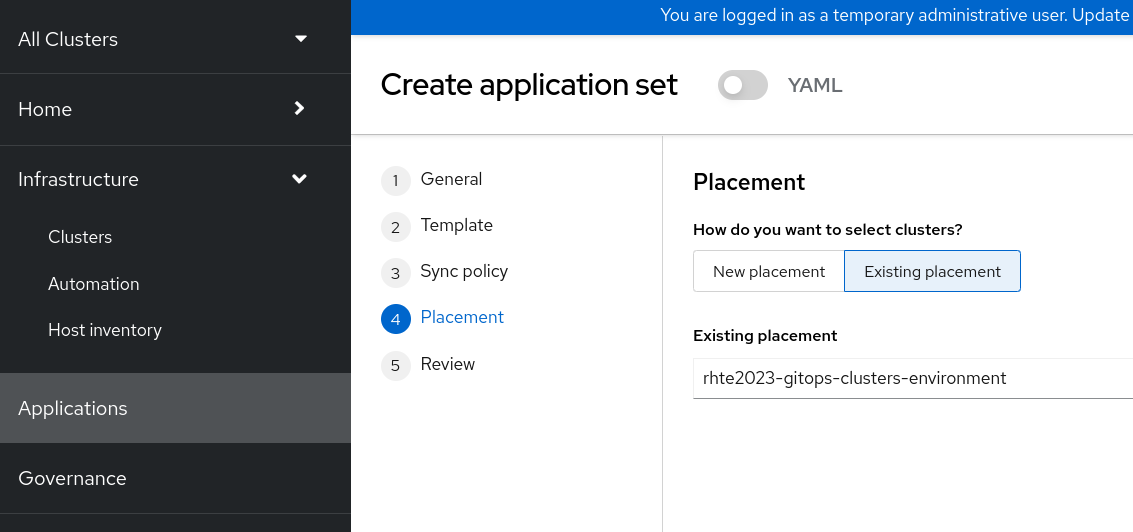 You are logged in as a temporary administrative user. Update
All Clusters
Home
Infrastructure
Clusters
Automation
Host inventory
Applications
Governance
Create application set
YAML
1 General
2 Template
3 Sync policy
4 Placement
5 Review
Placement
How do you want to select clusters?
New placement Existing placement
Existing placement
rhte2023-gitops-clusters-environment